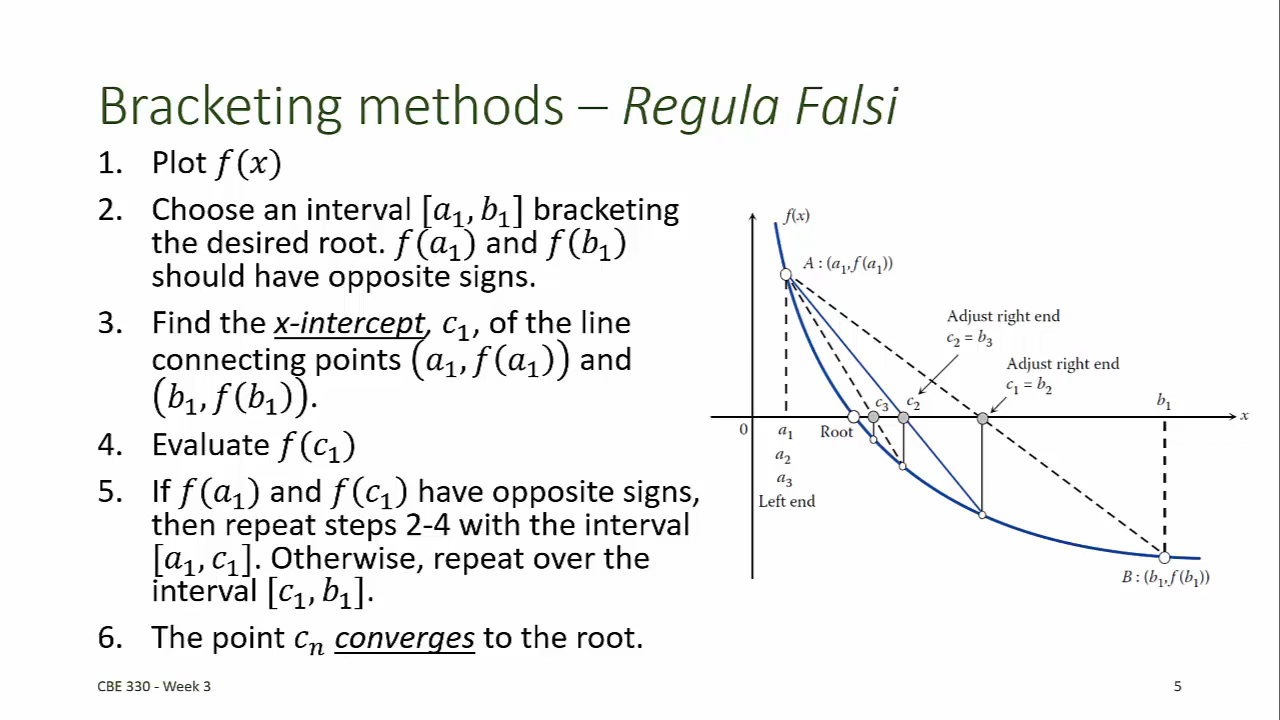 Bracketing methods – Regula Falsi
1. Plot f(x)
2. Choose an interval [a₁, b₁] bracketing
the desired root. f(a₁) and f(b₁)
should have opposite signs.
3. Find the x-intercept, c₁, of the line
connecting points (a₁, f(a₁)) and
(b₁, f(b₁)).
4. Evaluate f(c₁)
5. If f(a₁) and f(c₁) have opposite signs,
then repeat steps 2-4 with the interval
[a₁, c₁]. Otherwise, repeat over the
interval [c₁, b₁].
6. The point cₙ converges to the root.
f(x)
A : (a₁, f(a₁))
Adjust right end
c₂ = b₃
Adjust right end
c₁ = b₂
c₃
c₂
b₁
x
0
a₁
Root
a₂
a₃
Left end
B : (b₁, f(b₁))
CBE 330 - Week 3
5